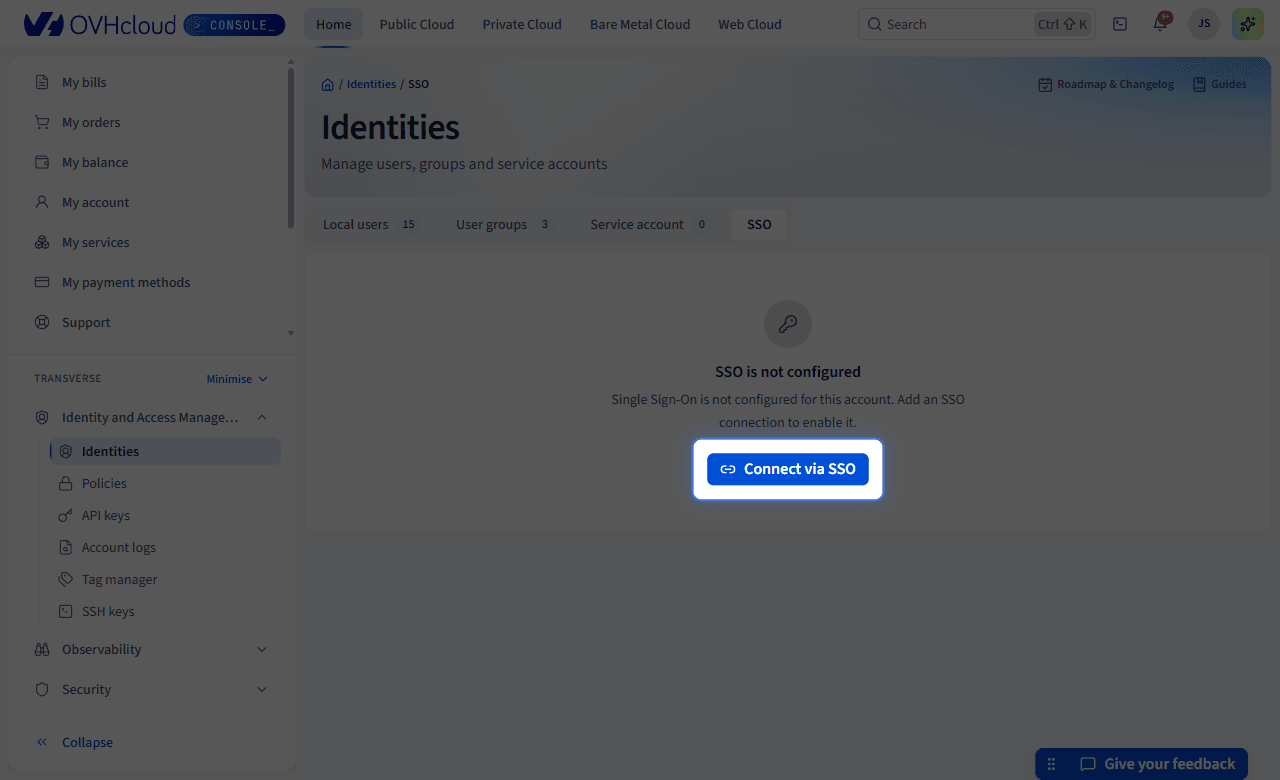 OVHcloud CONSOLE_
Home Public Cloud Private Cloud Bare Metal Cloud Web Cloud
Search Ctrl K
9+
JS
My bills
My orders
My balance
My account
My services
My payment methods
Support
TRANSVERSE Minimise
Identity and Access Manage...
Identities
Policies
API keys
Account logs
Tag manager
SSH keys
Observability
Security
Collapse
/ Identities / SSO
Roadmap & Changelog Guides
Identities
Manage users, groups and service accounts
Local users 15 User groups 3 Service account 0 SSO
SSO is not configured
Single Sign-On is not configured for this account. Add an SSO
connection to enable it.
Connect via SSO
Give your feedback